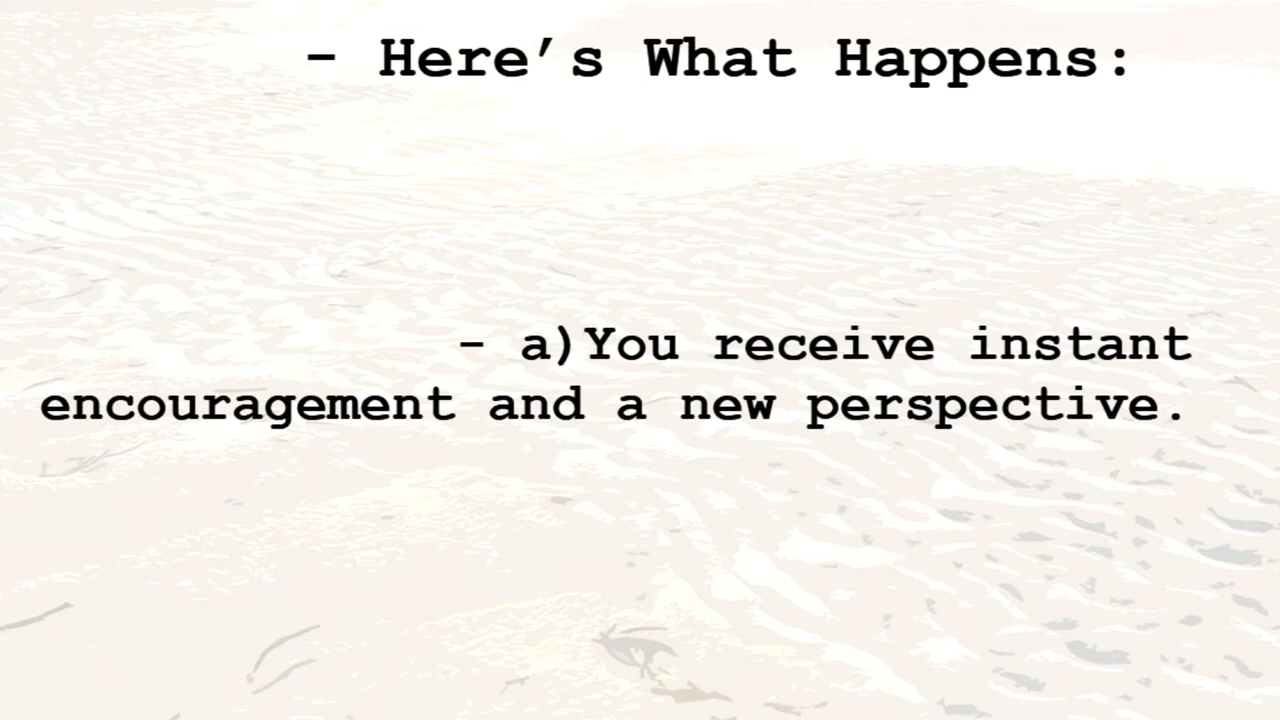 - Here’s What Happens:
- a)You receive instant
encouragement and a new perspective.